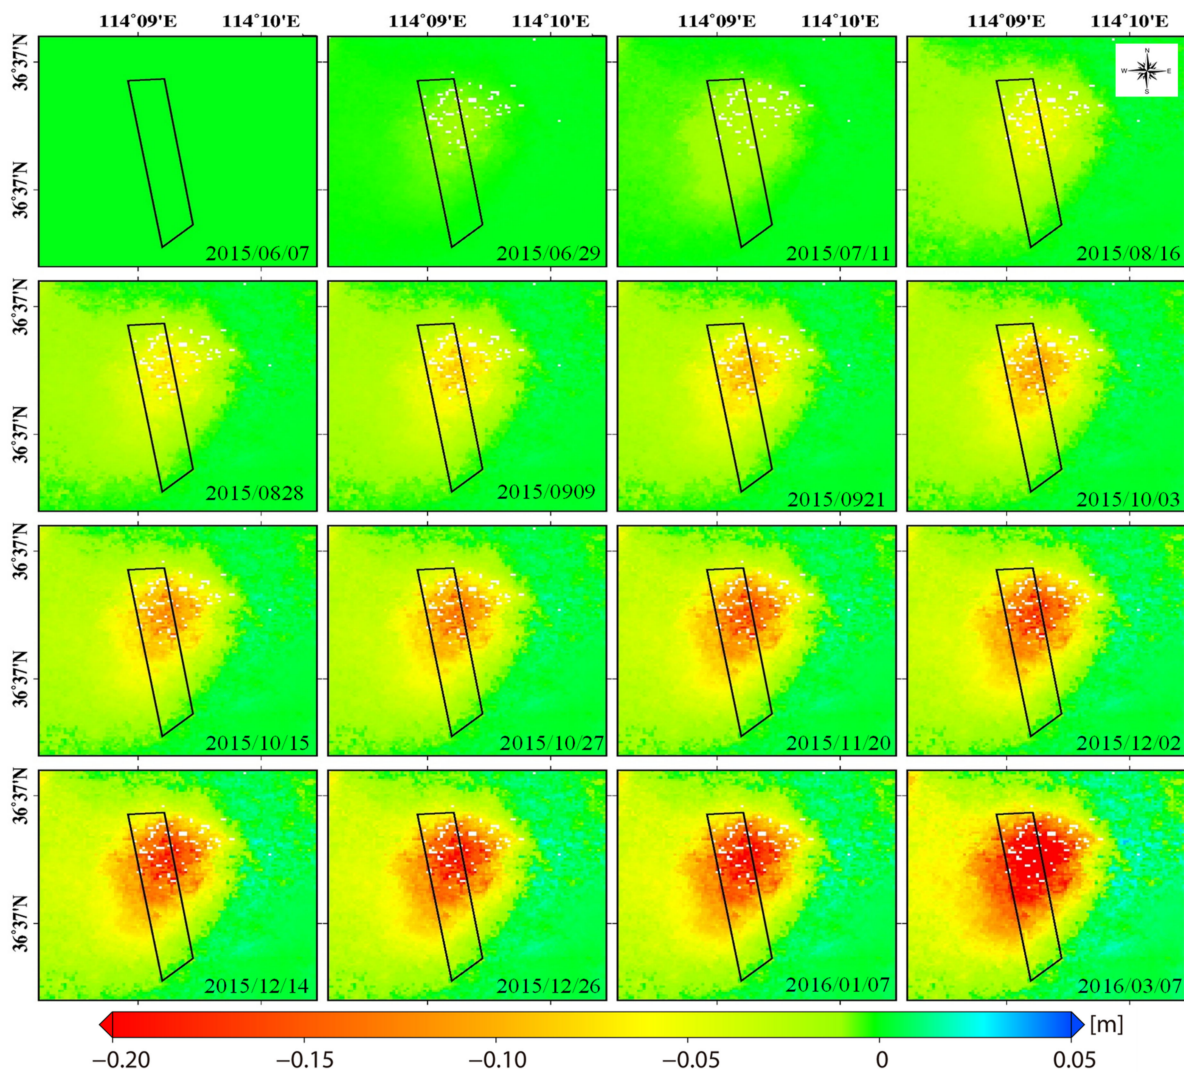 114°09'E 114°10'E 114°09'E 114°10'E 114°09'E 114°10'E 114°09'E 114°10'E
36°37'N
36°37'N
N
W E
S
2015/06/07 2015/06/29 2015/07/11 2015/08/16
36°37'N
36°37'N
2015/0828 2015/0909 2015/0921 2015/10/03
36°37'N
36°37'N
2015/10/15 2015/10/27 2015/11/20 2015/12/02
36°37'N
36°37'N
2015/12/14 2015/12/26 2016/01/07 2016/03/07
[m]
−0.20 −0.15 −0.10 −0.05 0 0.05